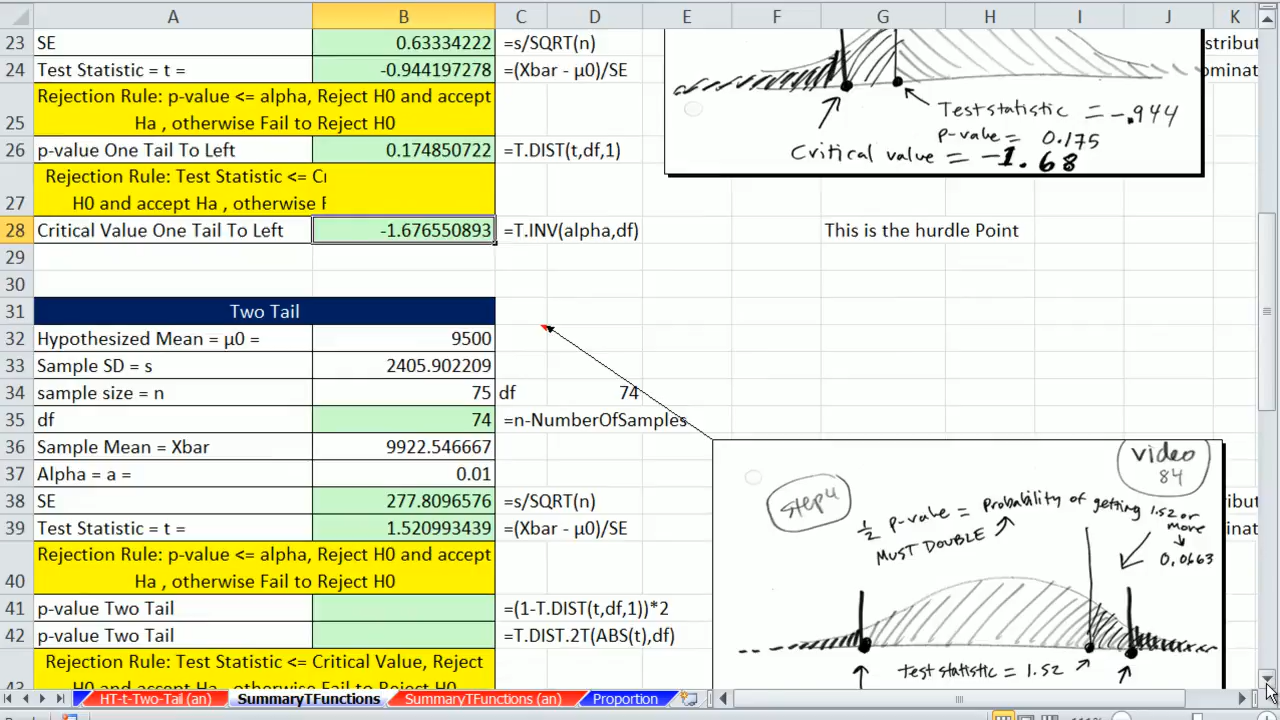 A B C D E F G H I J K
23 SE 0.63334222 =s/SQRT(n) stribut
24 Test Statistic = t = -0.944197278 =(Xbar - µ0)/SE ominat
Rejection Rule: p-value <= alpha, Reject H0 and accept
25 Ha , otherwise Fail to Reject H0
Test statistic = -.944
p-value = 0.175
Critical value = -1.68
26 p-value One Tail To Left 0.174850722 =T.DIST(t,df,1)
Rejection Rule: Test Statistic <= Cr
27 H0 and accept Ha , otherwise F
28 Critical Value One Tail To Left -1.676550893 =T.INV(alpha,df) This is the hurdle Point
29
30
31 Two Tail
32 Hypothesized Mean = µ0 = 9500
33 Sample SD = s 2405.902209
34 sample size = n 75 df 74
35 df 74 =n-NumberOfSamples
36 Sample Mean = Xbar 9922.546667
37 Alpha = a = 0.01
38 SE 277.8096576 =s/SQRT(n) tribut
39 Test Statistic = t = 1.520993439 =(Xbar - µ0)/SE minat
Rejection Rule: p-value <= alpha, Reject H0 and accept
40 Ha , otherwise Fail to Reject H0
41 p-value Two Tail =(1-T.DIST(t,df,1))*2
42 p-value Two Tail =T.DIST.2T(ABS(t),df)
Rejection Rule: Test Statistic <= Critical Value, Reject
video
84
step 4
½ p-value = Probability of getting 1.52 or
more
MUST DOUBLE
0.0663
test statistic = 1.52
HT-t-Two-Tail (an) SummaryTFunctions SummaryTFunctions (an) Proportion